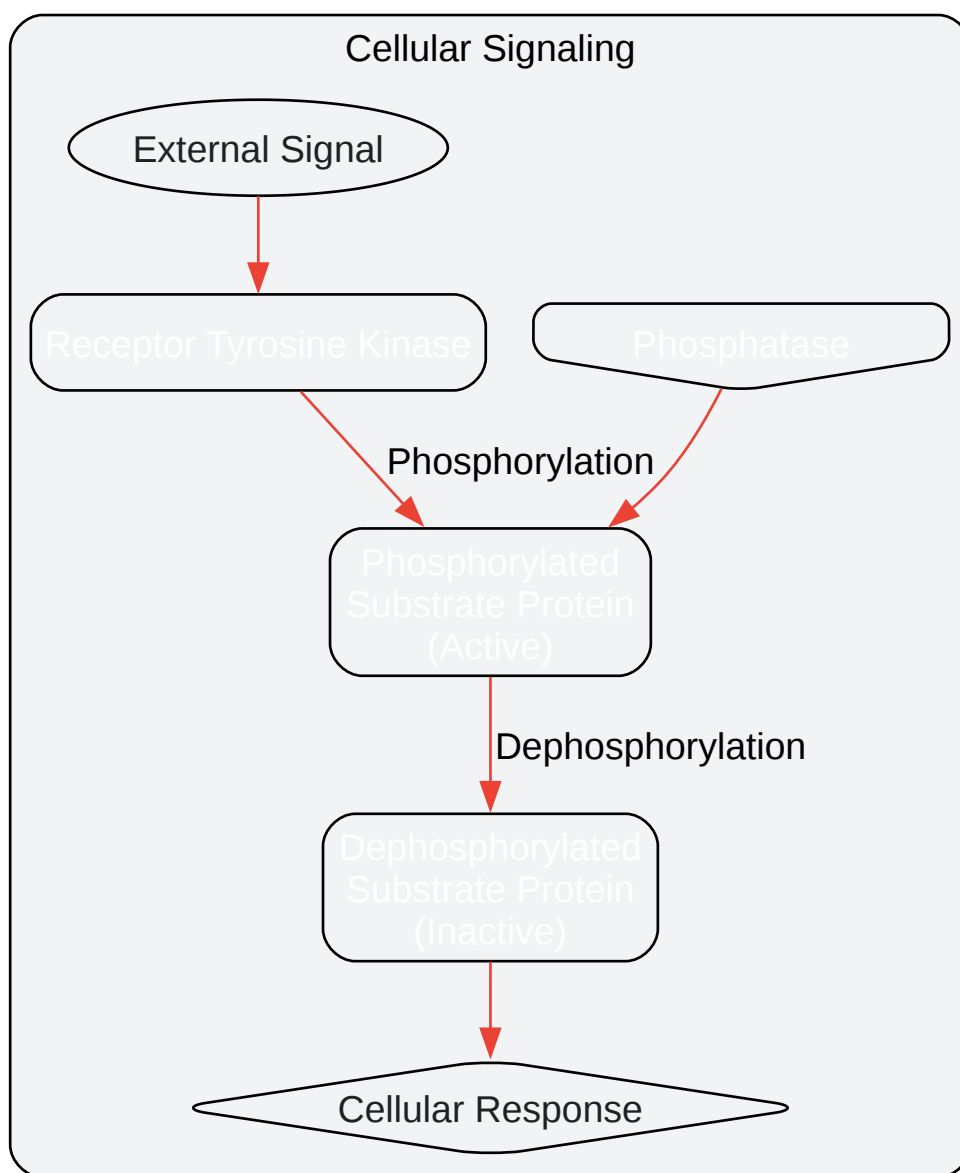 Cellular Signaling
External Signal
Receptor Tyrosine Kinase
Phosphatase
Phosphorylation
Phosphorylated
Substrate Protein
(Active)
Dephosphorylation
Dephosphorylated
Substrate Protein
(Inactive)
Cellular Response